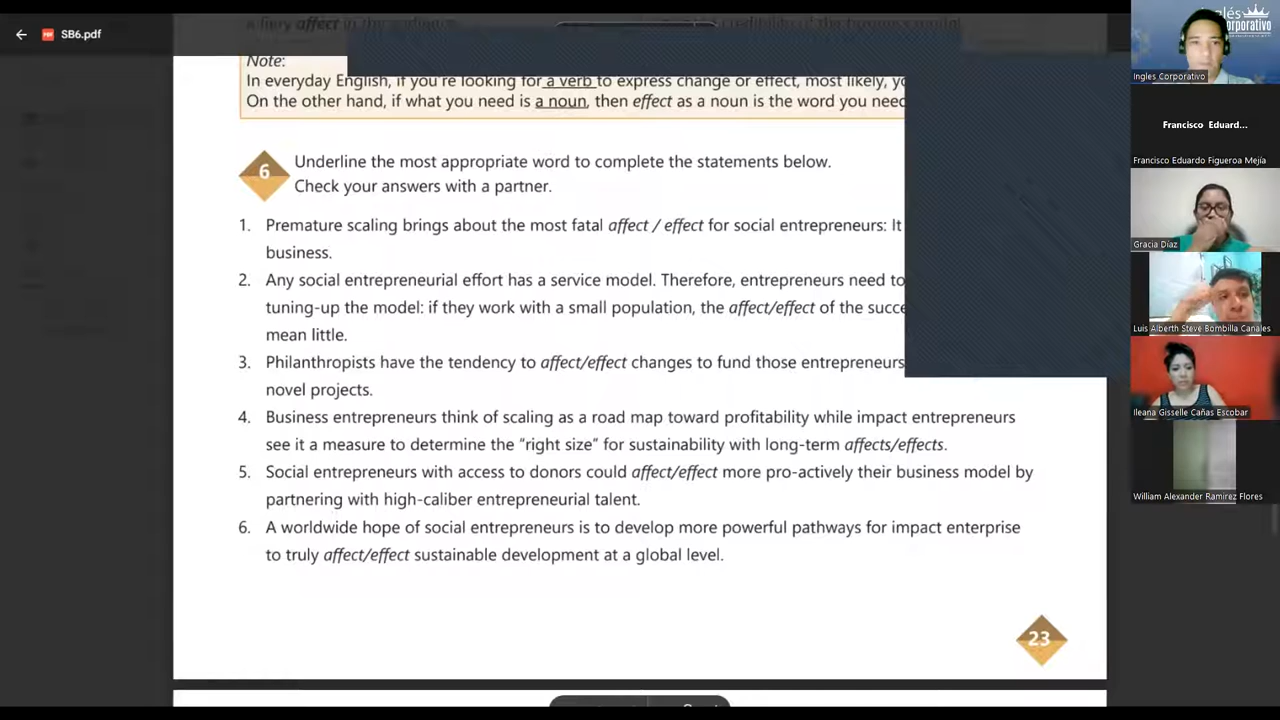 SB6.pdf
Note:
In everyday English, if you're looking for a verb to express change or effect, most likely,
On the other hand, if what you need is a noun, then effect as a noun is the word you need
6
Underline the most appropriate word to complete the statements below.
Check your answers with a partner.
1. Premature scaling brings about the most fatal affect / effect for social entrepreneurs: It
business.
2. Any social entrepreneurial effort has a service model. Therefore, entrepreneurs need to
tuning-up the model: if they work with a small population, the affect/effect of the
mean little.
3. Philanthropists have the tendency to affect/effect changes to fund those entrepreneurs
novel projects.
4. Business entrepreneurs think of scaling as a road map toward profitability while impact entrepreneurs
see it a measure to determine the “right size” for sustainability with long-term affects/effects.
5. Social entrepreneurs with access to donors could affect/effect more pro-actively their business model by
partnering with high-caliber entrepreneurial talent.
6. A worldwide hope of social entrepreneurs is to develop more powerful pathways for impact enterprise
to truly affect/effect sustainable development at a global level.
23
Ingles Corporativo
Francisco Eduard...
Francisco Eduardo Figueroa Mejía
Gracia Díaz
Luis Alberth Steve Bombilla Canales
Ileana Gisselle Cañas Escobar
William Alexander Ramirez Flores